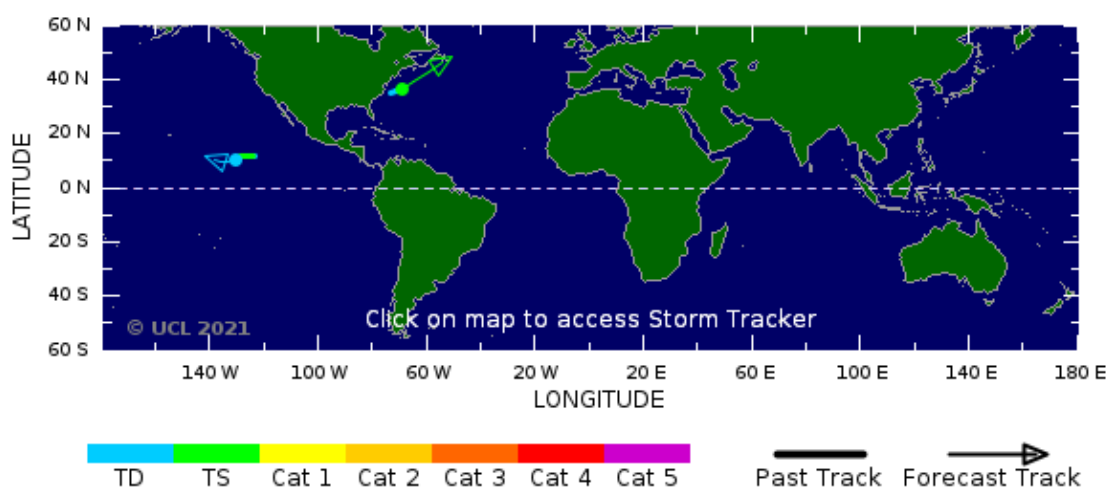 60 N
40 N
20 N
0 N
20 S
40 S
60 S
LATITUDE
Click on map to access Storm Tracker
© UCL 2021
140 W 100 W 60 W 20 W 20 E 60 E 100 E 140 E 180 E
LONGITUDE
TD TS Cat 1 Cat 2 Cat 3 Cat 4 Cat 5 Past Track Forecast Track